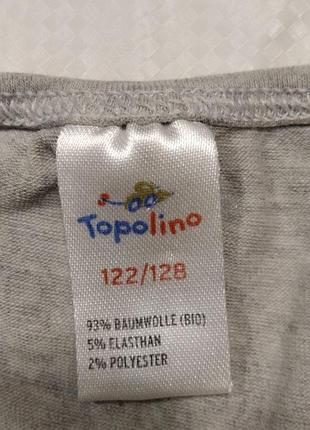 Topolino
122/128
93% BAUMWOLLE (BIO)
5% ELASTHAN
2% POLYESTER